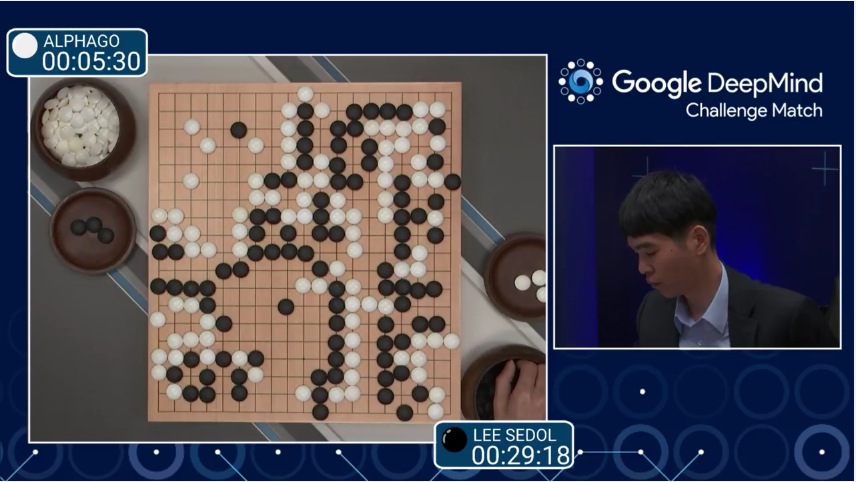 ALPHAGO
00:05:30
Google DeepMind
Challenge Match
LEE SEDOL
00:29:18